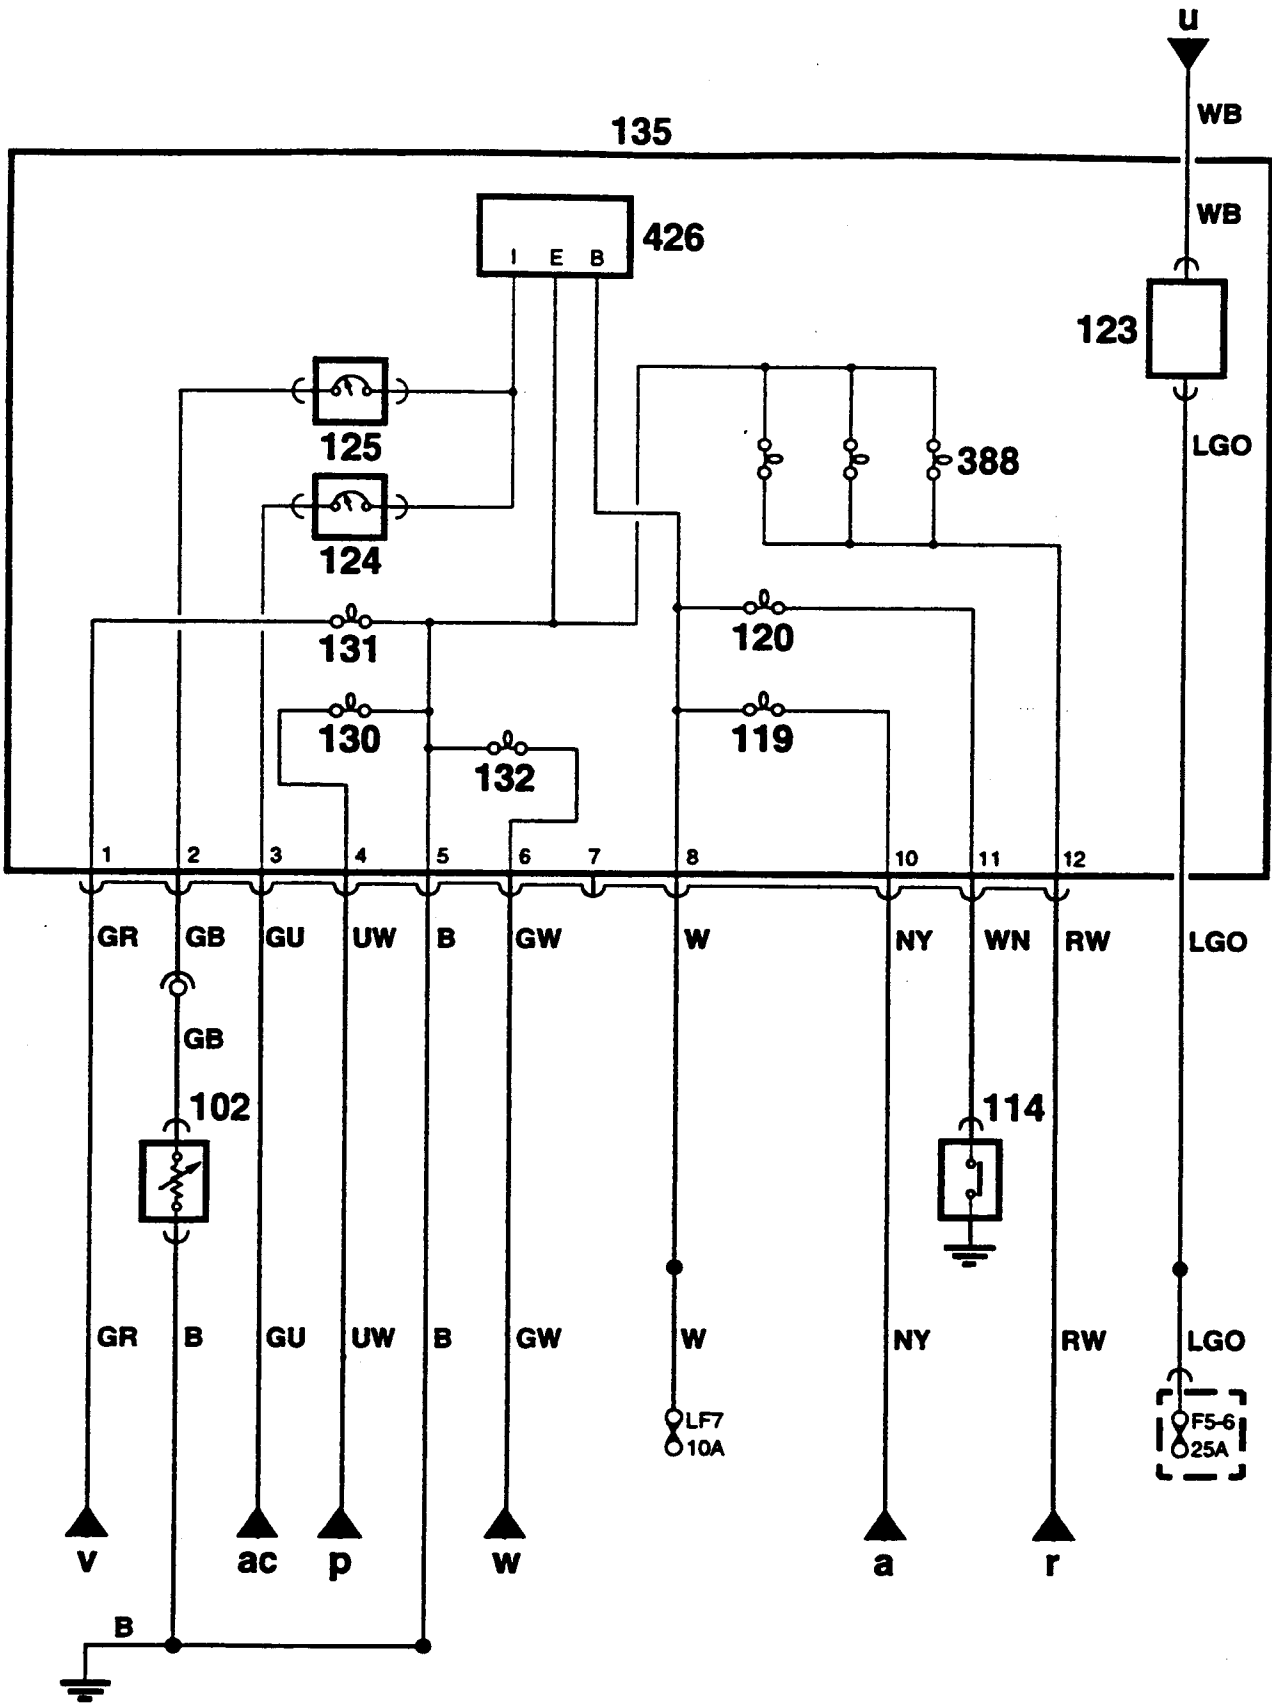 u
WB
135
WB
426
I E B
123
125
LGO
388
124
131
120
130
119
132
1 2 3 4 5 6 7 8 10 11 12
GR GB GU UW B GW W NY WN RW LGO
GB
102
114
GR B GU UW B GW W NY RW LGO
LF7
10A
F5-6
25A
v ac p w a r
B